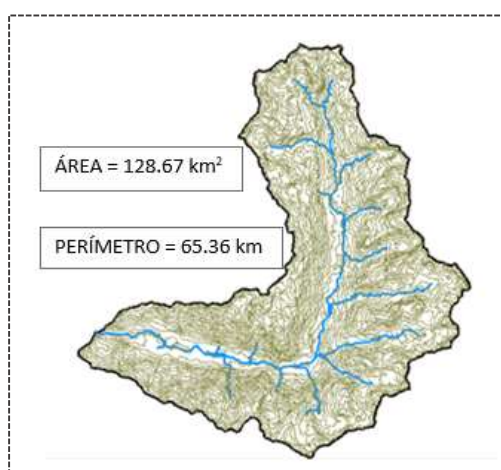 ÁREA = 128.67 km²
PERÍMETRO = 65.36 km